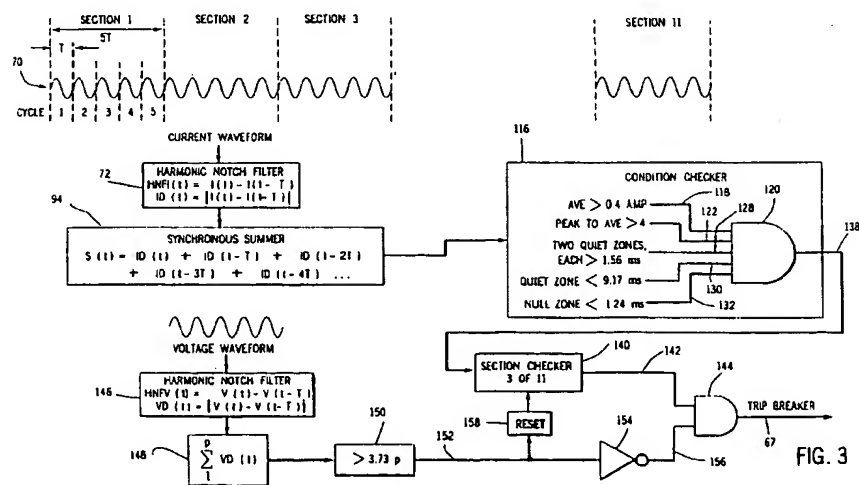 SECTION 1 SECTION 2 SECTION 3 SECTION 11
T 5T
70
CYCLE 1 2 3 4 5
CURRENT WAVEFORM
72
HARMONIC NOTCH FILTER
HNFI(t) = I(t) - I(t-T)
ID(t) = |I(t) - I(t-T)|
94
SYNCHRONOUS SUMMER
S(t) = ID(t) + ID(t-T) + ID(t-2T)
+ ID(t-3T) + ID(t-4T) ...
116
CONDITION CHECKER
AVE > 0.4 AMP
118
120
PEAK TO AVE > 4
122
128
TWO QUIET ZONES,
EACH > 1.56 ms
130
QUIET ZONE < 9.17 ms
NULL ZONE < 1.24 ms
132
138
VOLTAGE WAVEFORM
146
HARMONIC NOTCH FILTER
HNFV(t) = V(t) - V(t-T)
VD(t) = |V(t) - V(t-T)|
148
p
∑ VD(t)
1
150
> 3.73 p
152
140
SECTION CHECKER
3 OF 11
142
144
158
RESET
154
156
TRIP BREAKER
67
FIG. 3